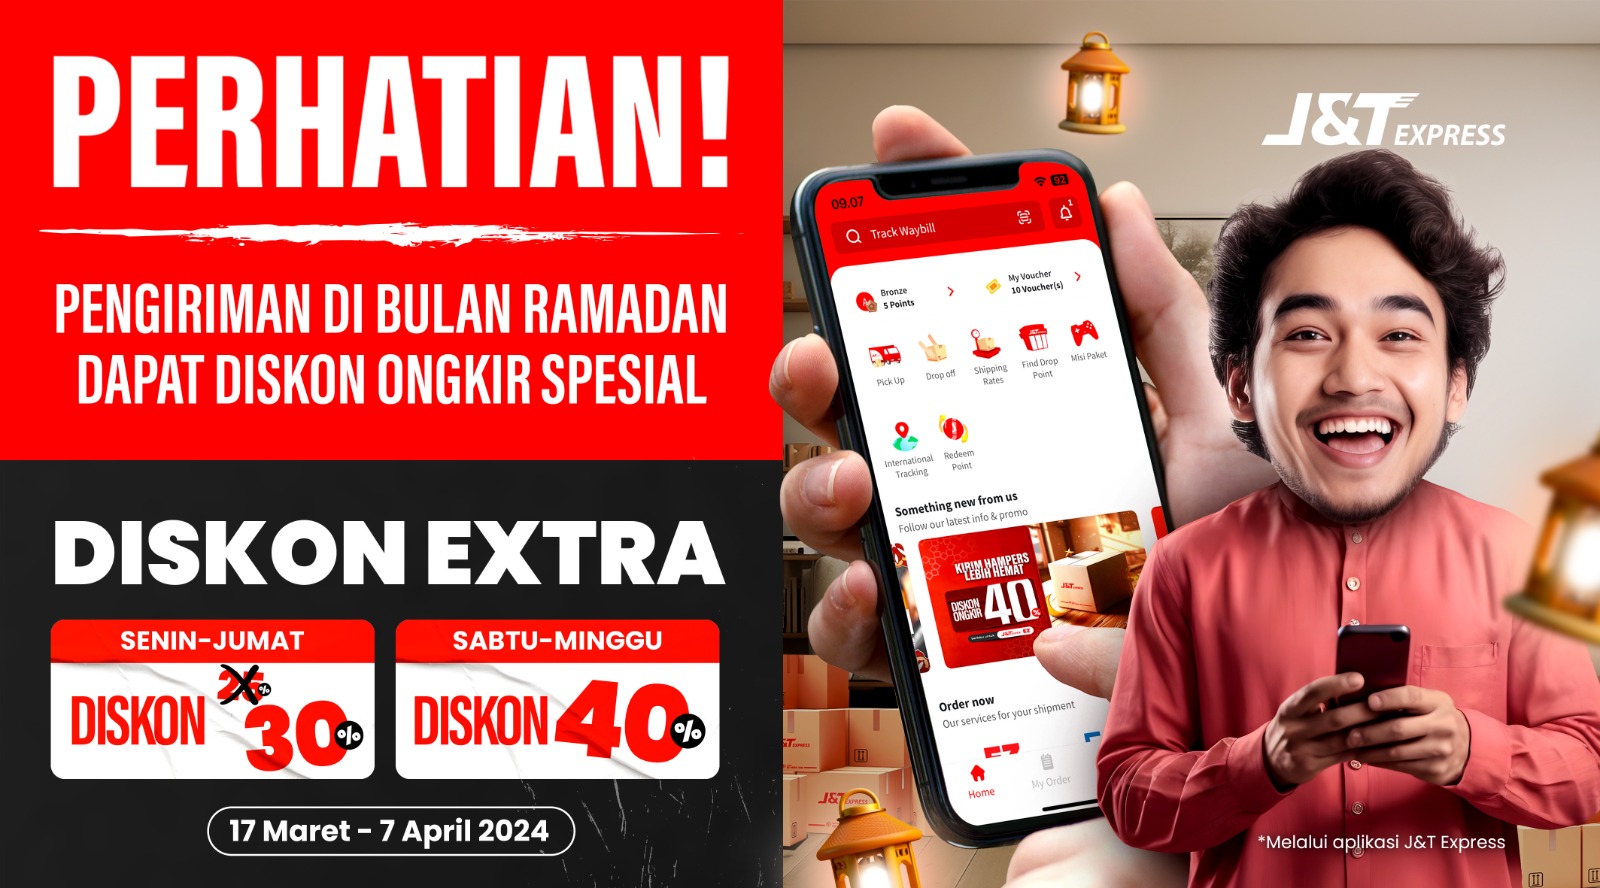 PERHATIAN!
PENGIRIMAN DI BULAN RAMADAN
DAPAT DISKON ONGKIR SPESIAL
DISKON EXTRA
SENIN-JUMAT
DISKON 25% 30%
SABTU-MINGGU
DISKON 40%
17 Maret - 7 April 2024
J&T EXPRESS
09.07
92
Track Waybill
1
Bronze
5 Points
My Voucher
10 Voucher(s)
Pick Up
Drop off
Shipping
Rates
Find Drop
Point
Misi Paket
International
Tracking
Redeem
Point
Something new from us
Follow our latest info & promo
KIRIM HAMPERS
LEBIH HEMAT
DISKON
ONGKIR 40%
Order now
Our services for your shipment
Home
My Order
J&T EXPRESS
*Melalui aplikasi J&T Express